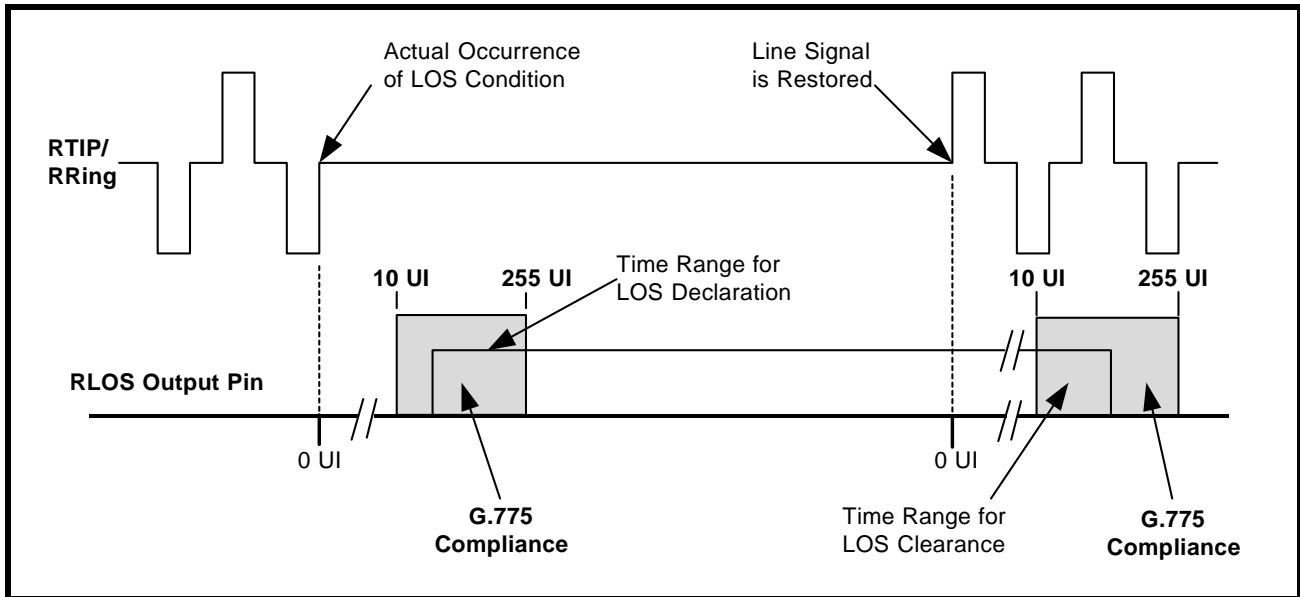 Actual Occurrence
of LOS Condition
Line Signal
is Restored
RTIP/
RRing
Time Range for
LOS Declaration
10 UI
255 UI
10 UI
255 UI
RLOS Output Pin
0 UI
0 UI
G.775
Compliance
Time Range for
LOS Clearance
G.775
Compliance